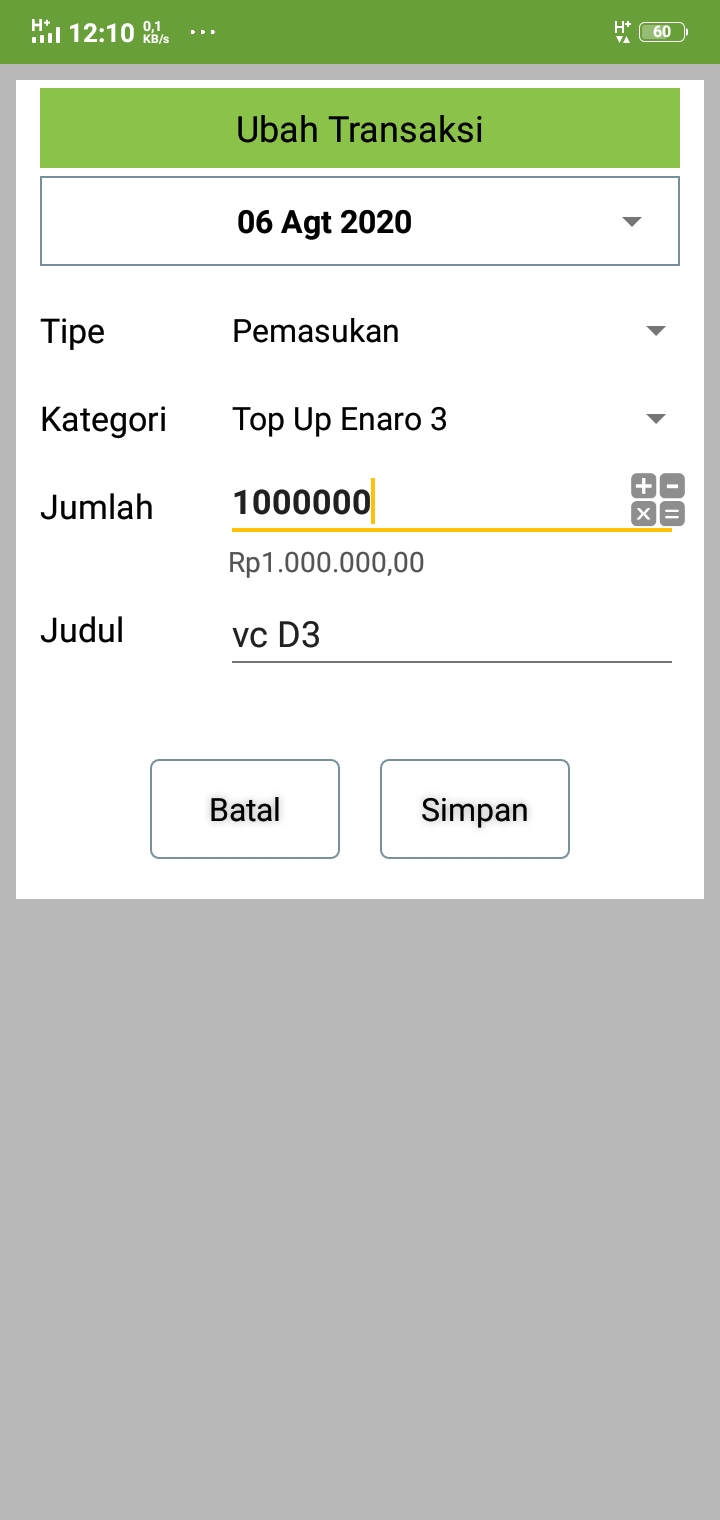 H+ 12:10 0,1 KB/s ... H+ 60
Ubah Transaksi
06 Agt 2020
Tipe Pemasukan
Kategori Top Up Enaro 3
Jumlah 1000000
Rp1.000.000,00
Judul vc D3
Batal Simpan